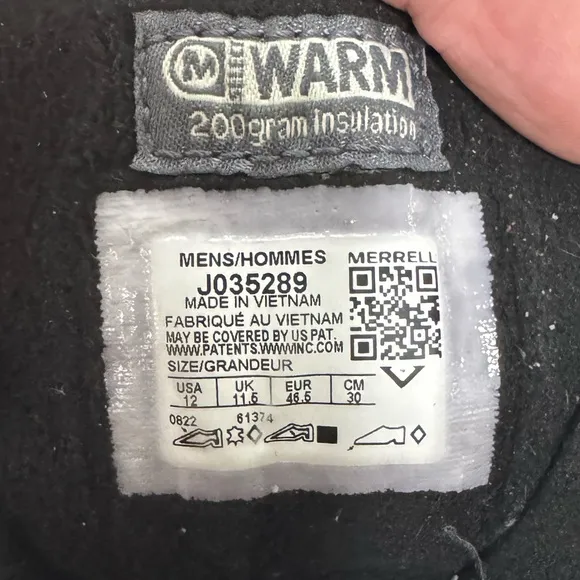 M SELECT WARM
200gram insulation
MENS/HOMMES
MERRELL
J035289
MADE IN VIETNAM
FABRIQUÉ AU VIETNAM
MAY BE COVERED BY US PAT.
WWW.PATENTS.WWWINC.COM
SIZE/GRANDEUR
USA UK EUR CM
12 11.5 46.5 30
0822 61374